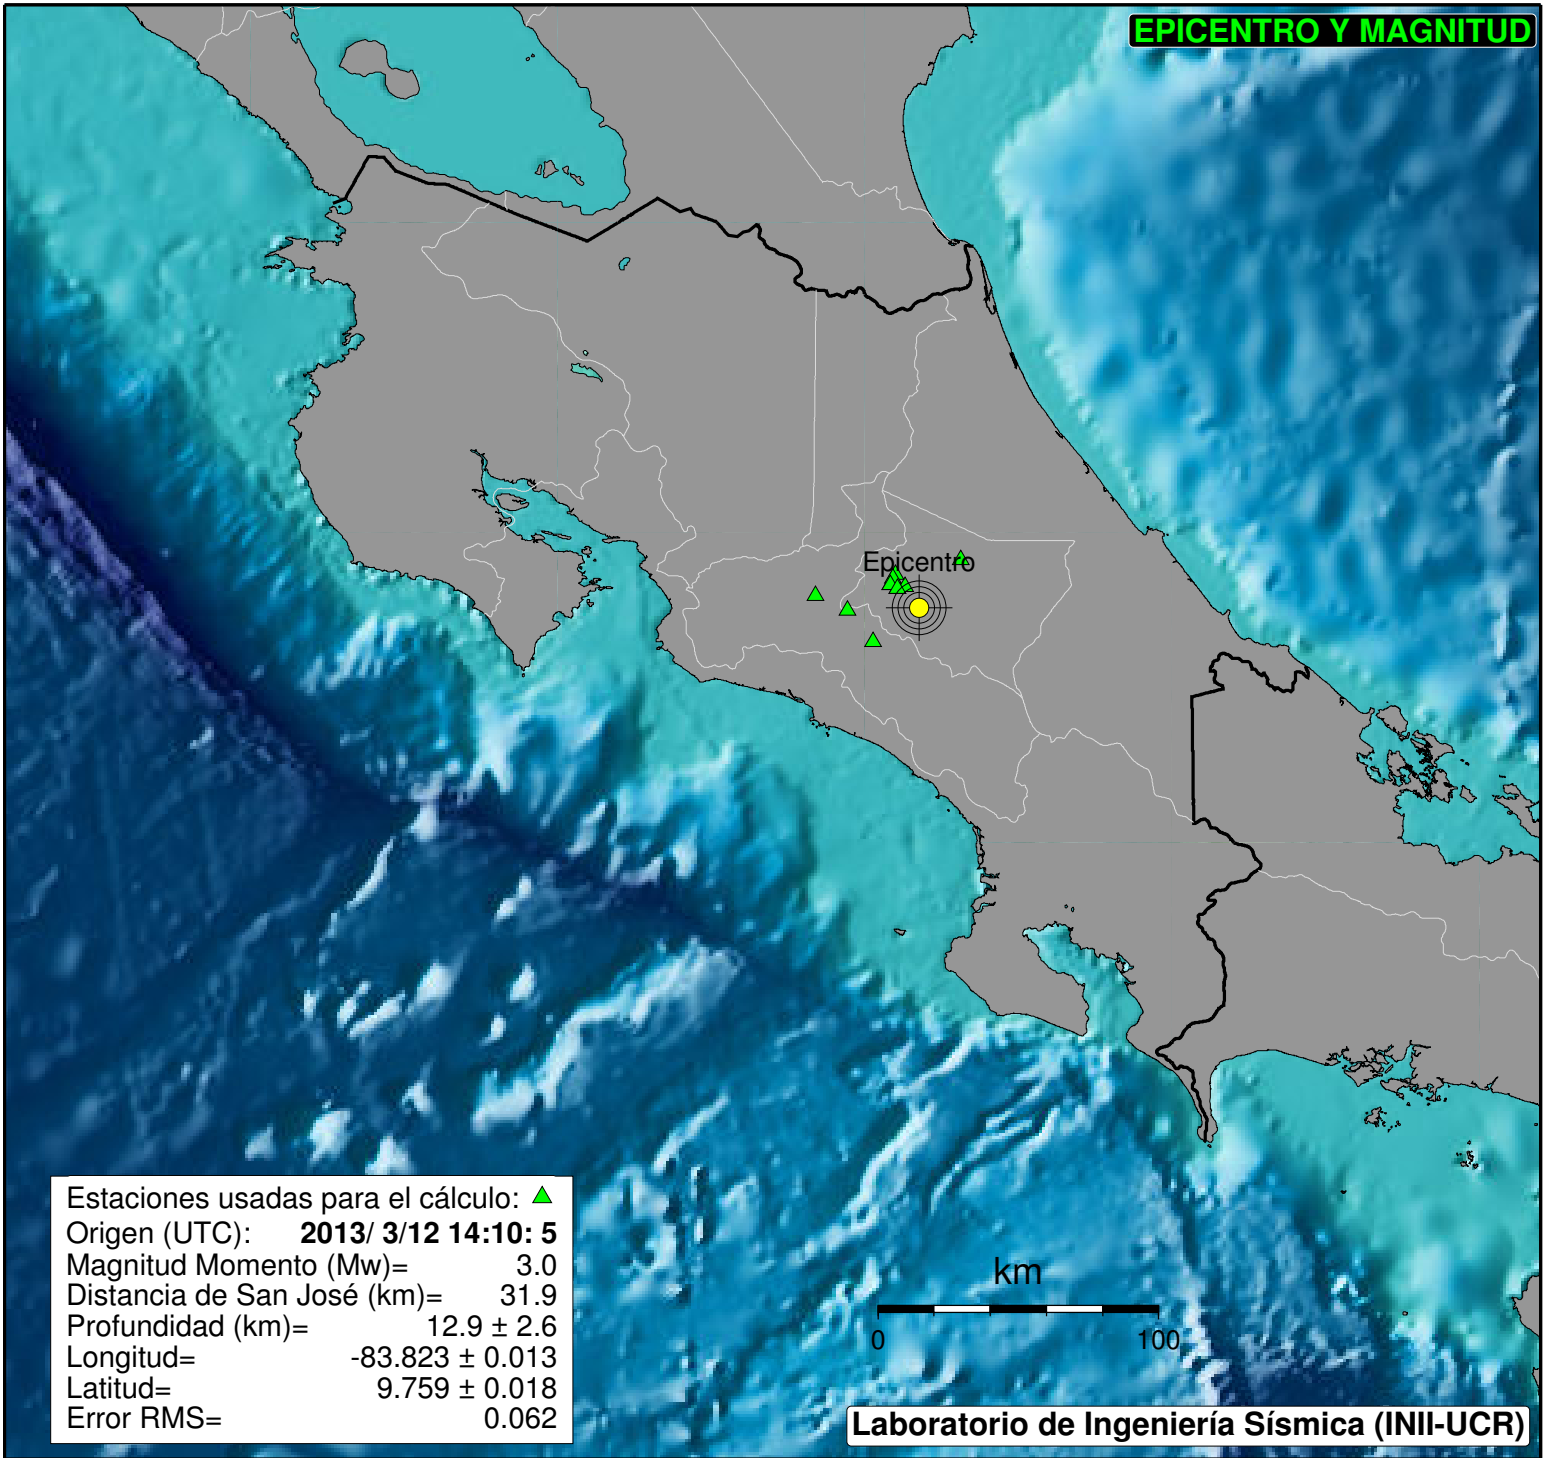 EPICENTRO Y MAGNITUD
Epicentro
Estaciones usadas para el cálculo:
Origen (UTC): 2013/ 3/12 14:10: 5
Magnitud Momento (Mw)= 3.0
Distancia de San José (km)= 31.9
Profundidad (km)= 12.9 ± 2.6
Longitud= -83.823 ± 0.013
Latitud= 9.759 ± 0.018
Error RMS= 0.062
km
0 100
Laboratorio de Ingeniería Sísmica (INII-UCR)